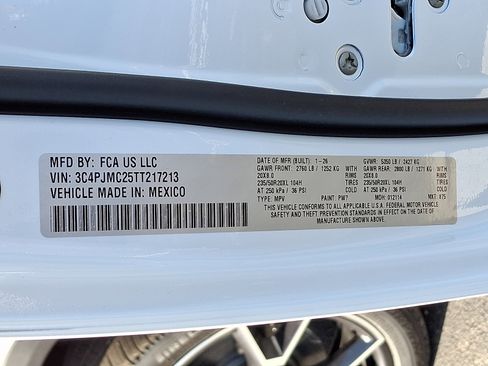 MFD BY: FCA US LLC
VIN: 3C4PJMC25TT217213
VEHICLE MADE IN: MEXICO
DATE OF MFR (BUILT): 1-26 GVWR: 5350 LB / 2427 KG
GAWR FRONT: 2760 LB / 1252 KG WITH GAWR REAR: 2800 LB / 1271 KG WITH
20X8.0 RIMS 20X8.0 RIMS
235/50R20XL 104H TIRES 235/50R20XL 104H TIRES
AT 250 kPa / 36 PSI AT 250 kPa / 36 PSI
TYPE: MPV PAINT: PW7 MDH: 012114
THIS VEHICLE CONFORMS TO ALL APPLICABLE U.S.A. FEDERAL MOTOR VEHICLE
SAFETY AND THEFT PREVENTION STANDARDS IN EFFECT ON THE DATE OF
MANUFACTURE SHOWN ABOVE.